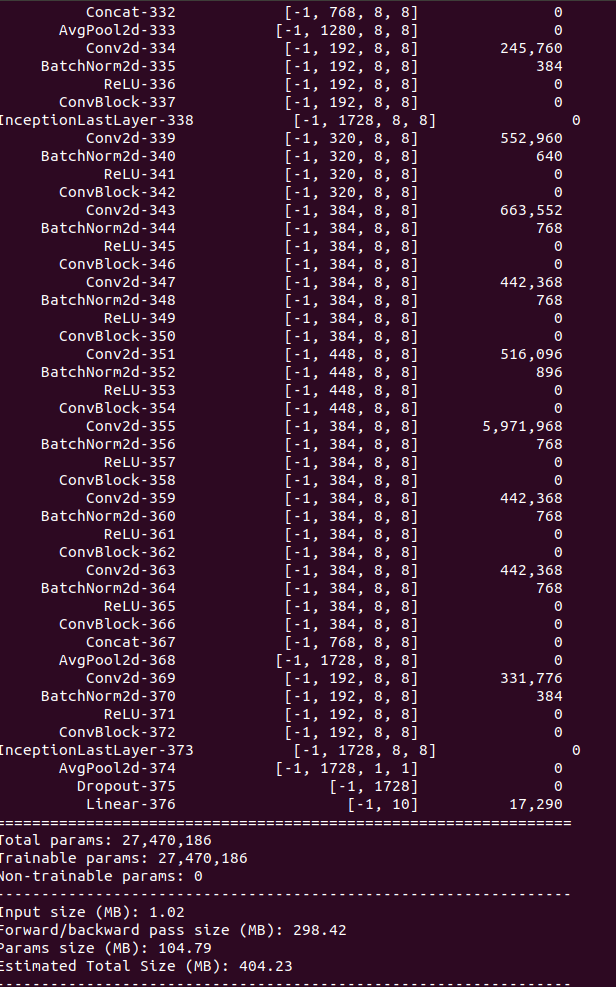 Concat-332 [-1, 768, 8, 8] 0
AvgPool2d-333 [-1, 1280, 8, 8] 0
Conv2d-334 [-1, 192, 8, 8] 245,760
BatchNorm2d-335 [-1, 192, 8, 8] 384
ReLU-336 [-1, 192, 8, 8] 0
ConvBlock-337 [-1, 192, 8, 8] 0
InceptionLastLayer-338 [-1, 1728, 8, 8] 0
Conv2d-339 [-1, 320, 8, 8] 552,960
BatchNorm2d-340 [-1, 320, 8, 8] 640
ReLU-341 [-1, 320, 8, 8] 0
ConvBlock-342 [-1, 320, 8, 8] 0
Conv2d-343 [-1, 384, 8, 8] 663,552
BatchNorm2d-344 [-1, 384, 8, 8] 768
ReLU-345 [-1, 384, 8, 8] 0
ConvBlock-346 [-1, 384, 8, 8] 0
Conv2d-347 [-1, 384, 8, 8] 442,368
BatchNorm2d-348 [-1, 384, 8, 8] 768
ReLU-349 [-1, 384, 8, 8] 0
ConvBlock-350 [-1, 384, 8, 8] 0
Conv2d-351 [-1, 448, 8, 8] 516,096
BatchNorm2d-352 [-1, 448, 8, 8] 896
ReLU-353 [-1, 448, 8, 8] 0
ConvBlock-354 [-1, 448, 8, 8] 0
Conv2d-355 [-1, 384, 8, 8] 5,971,968
BatchNorm2d-356 [-1, 384, 8, 8] 768
ReLU-357 [-1, 384, 8, 8] 0
ConvBlock-358 [-1, 384, 8, 8] 0
Conv2d-359 [-1, 384, 8, 8] 442,368
BatchNorm2d-360 [-1, 384, 8, 8] 768
ReLU-361 [-1, 384, 8, 8] 0
ConvBlock-362 [-1, 384, 8, 8] 0
Conv2d-363 [-1, 384, 8, 8] 442,368
BatchNorm2d-364 [-1, 384, 8, 8] 768
ReLU-365 [-1, 384, 8, 8] 0
ConvBlock-366 [-1, 384, 8, 8] 0
Concat-367 [-1, 768, 8, 8] 0
AvgPool2d-368 [-1, 1728, 8, 8] 0
Conv2d-369 [-1, 192, 8, 8] 331,776
BatchNorm2d-370 [-1, 192, 8, 8] 384
ReLU-371 [-1, 192, 8, 8] 0
ConvBlock-372 [-1, 192, 8, 8] 0
InceptionLastLayer-373 [-1, 1728, 8, 8] 0
AvgPool2d-374 [-1, 1728, 1, 1] 0
Dropout-375 [-1, 1728] 0
Linear-376 [-1, 10] 17,290
================================================================
Total params: 27,470,186
Trainable params: 27,470,186
Non-trainable params: 0
----------------------------------------------------------------
Input size (MB): 1.02
Forward/backward pass size (MB): 298.42
Params size (MB): 104.79
Estimated Total Size (MB): 404.23
----------------------------------------------------------------